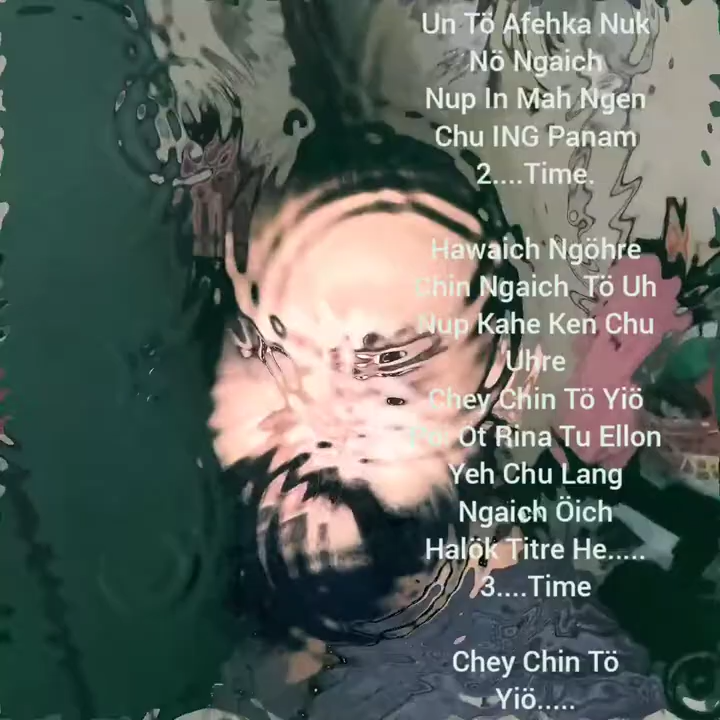 Un Tö Afehka Nuk
Nö Ngaich
Nup In Mah Ngen
Chu ING Panam
2....Time.
Hawaich Ngöhre
Chin Ngaich Tö Uh
Nup Kahe Ken Chu
Uhre
Chey Chin Tö Yiö
Öt Rina Tu Ellon
Yeh Chu Lang
Ngaich Öich
Halök Titre He.....
3....Time
Chey Chin Tö
Yiö.....